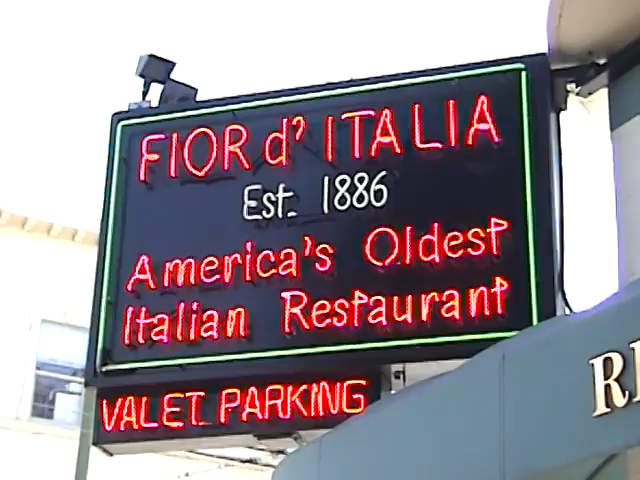 FIOR d' ITALIA
Est. 1886
America's Oldest
Italian Restaurant
VALET PARKING